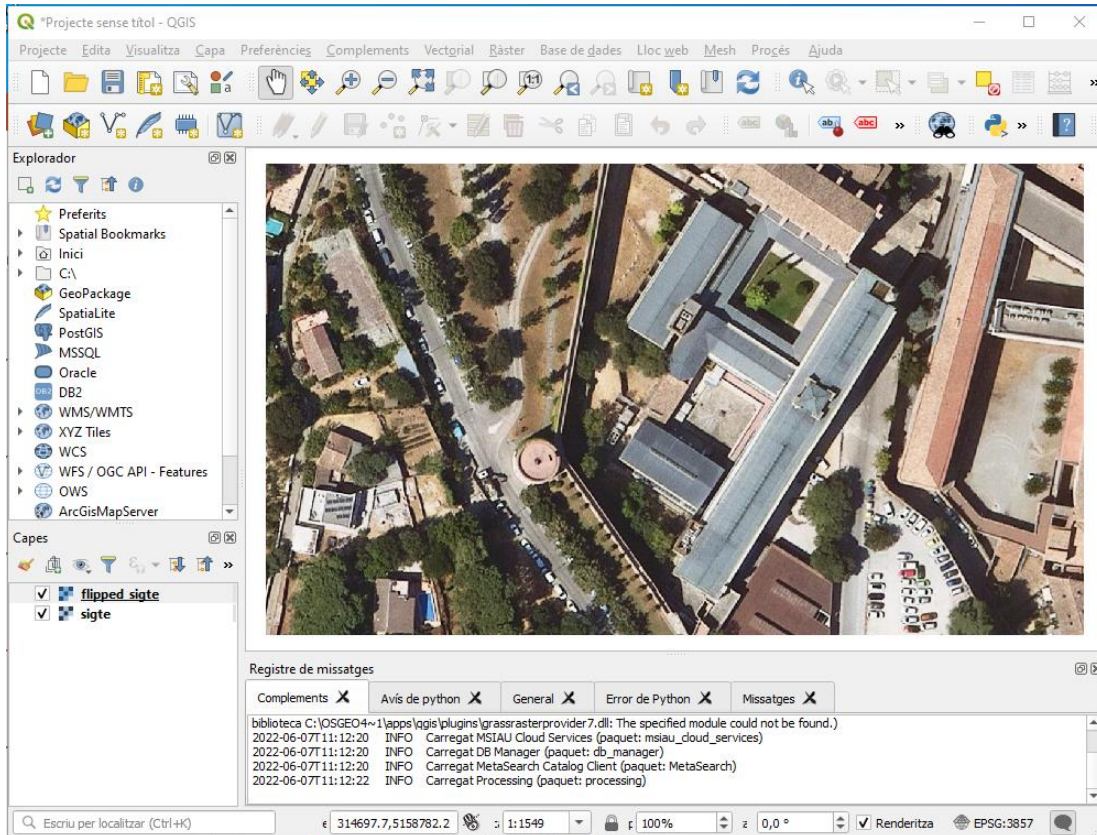 *Projecte sense títol - QGIS
Projecte Edita Visualitza Capa Preferències Complements Vectorial Ràster Base de dades Lloc web Mesh Procés Ajuda
Explorador
Preferits
Spatial Bookmarks
Inici
C:\
GeoPackage
SpatiaLite
PostGIS
MSSQL
Oracle
DB2
WMS/WMTS
XYZ Tiles
WCS
WFS / OGC API - Features
OWS
ArcGisMapServer
Capes
flipped_sigte
sigte
Registre de missatges
Complements Avís de python General Error de Python Missatges
biblioteca C:\OSGEO4~1\apps\qgis\plugins\grassrasterprovider7.dll: The specified module could not be found.)
2022-06-07T11:12:20 INFO Carregat MSIAU Cloud Services (paquet: msiau_cloud_services)
2022-06-07T11:12:20 INFO Carregat DB Manager (paquet: db_manager)
2022-06-07T11:12:20 INFO Carregat MetaSearch Catalog Client (paquet: MetaSearch)
2022-06-07T11:12:22 INFO Carregat Processing (paquet: processing)
Escriu per localitzar (Ctrl+K) 314697.7,5158782.2 1:1549 100% 0,0 ° Renderitza EPSG:3857